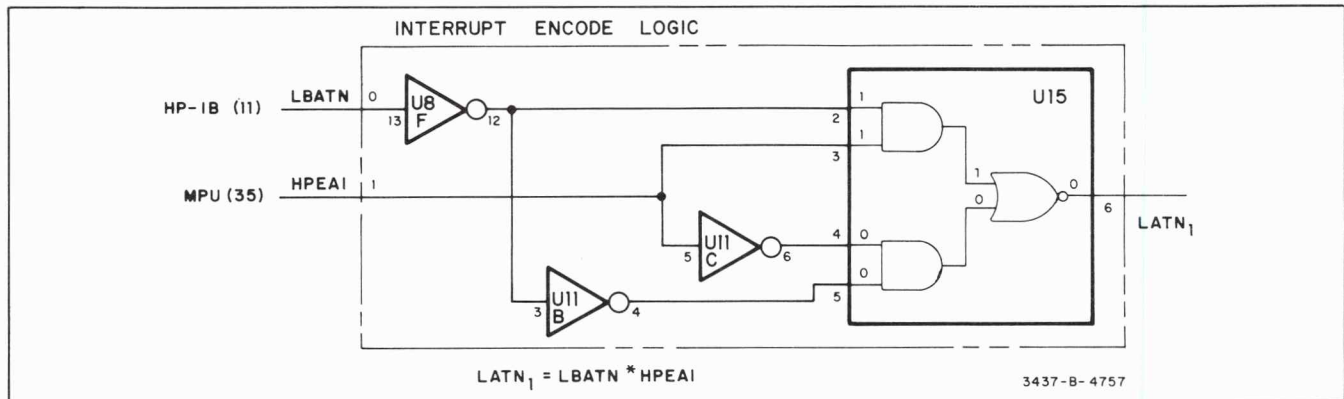 INTERRUPT ENCODE LOGIC
HP-IB (11)
LBATN
0
13
U8
F
12
1
2
U15
1
3
MPU (35)
HPEAI
1
1
0
0
6
LATN₁
5
U11
C
6
4
0
0
5
3
U11
B
4
LATN₁ = LBATN * HPEAI
3437-B-4757